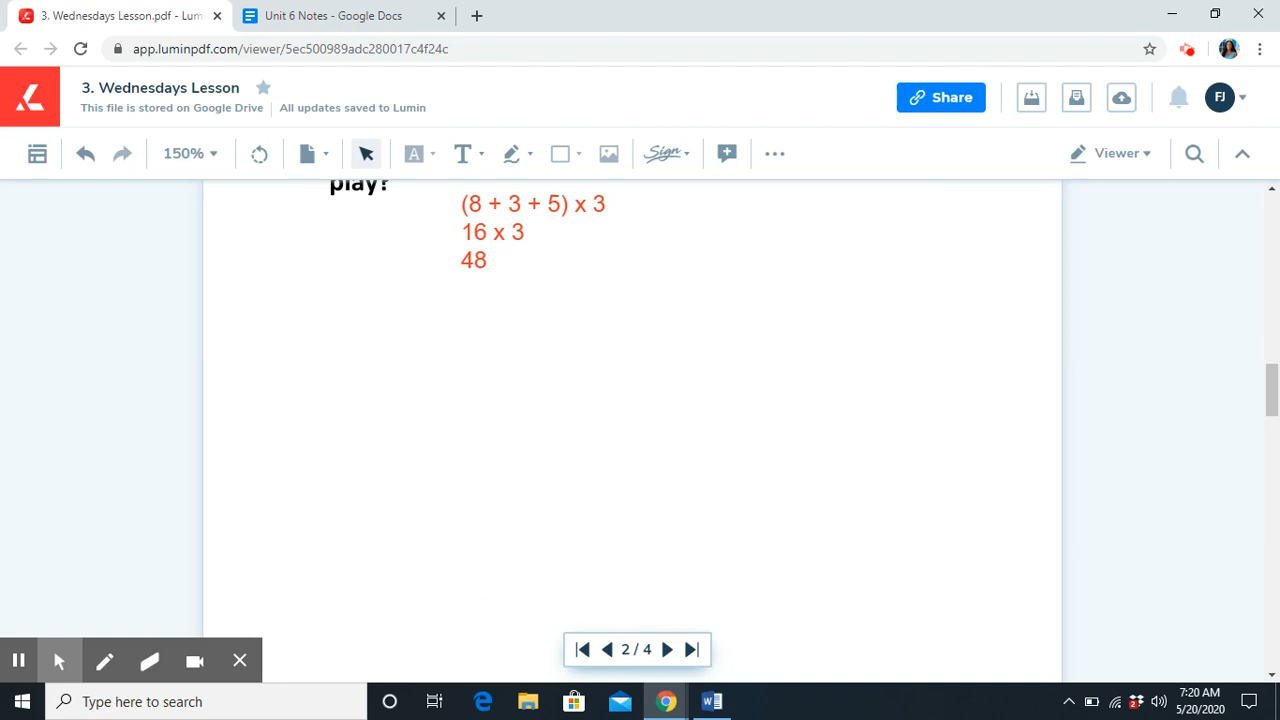 3. Wednesdays Lesson.pdf - Lum
Unit 6 Notes - Google Docs
app.luminpdf.com/viewer/5ec500989adc280017c4f24c
3. Wednesdays Lesson
This file is stored on Google Drive
All updates saved to Lumin
Share
FJ
150%
A
T
Sign
Viewer
play?
(8 + 3 + 5) x 3
16 x 3
48
2 / 4
Type here to search
7:20 AM
5/20/2020